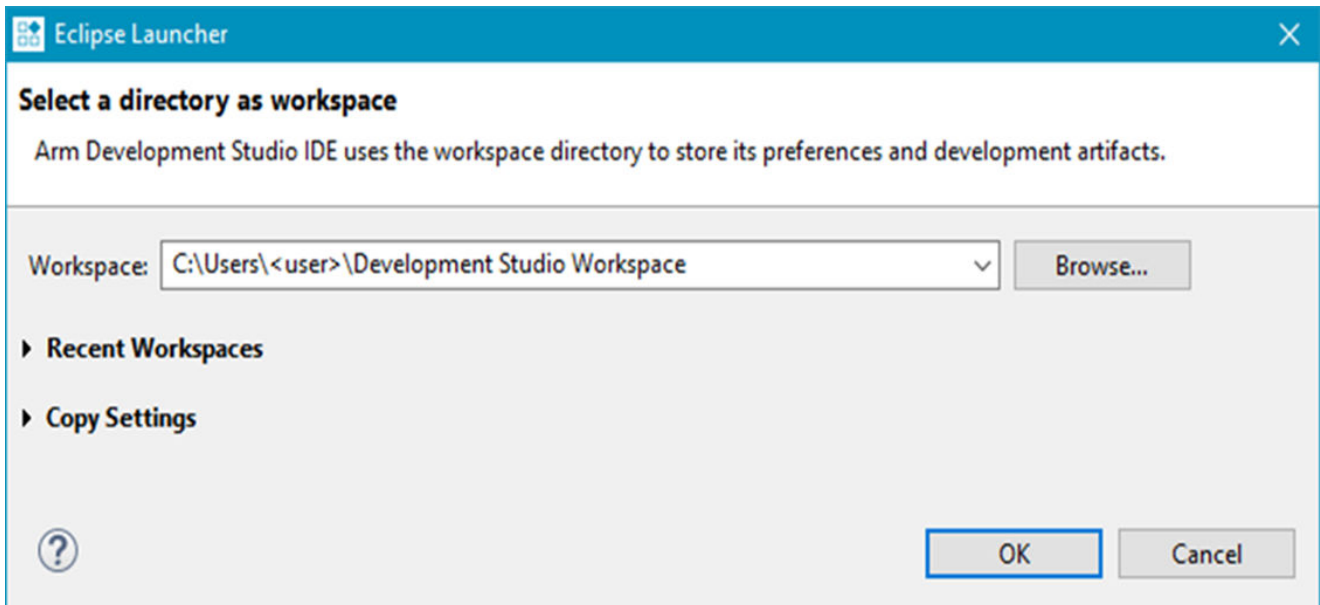 Eclipse Launcher
Select a directory as workspace
Arm Development Studio IDE uses the workspace directory to store its preferences and development artifacts.
Workspace: C:\Users\<user>\Development Studio Workspace Browse...
Recent Workspaces
Copy Settings
? OK Cancel